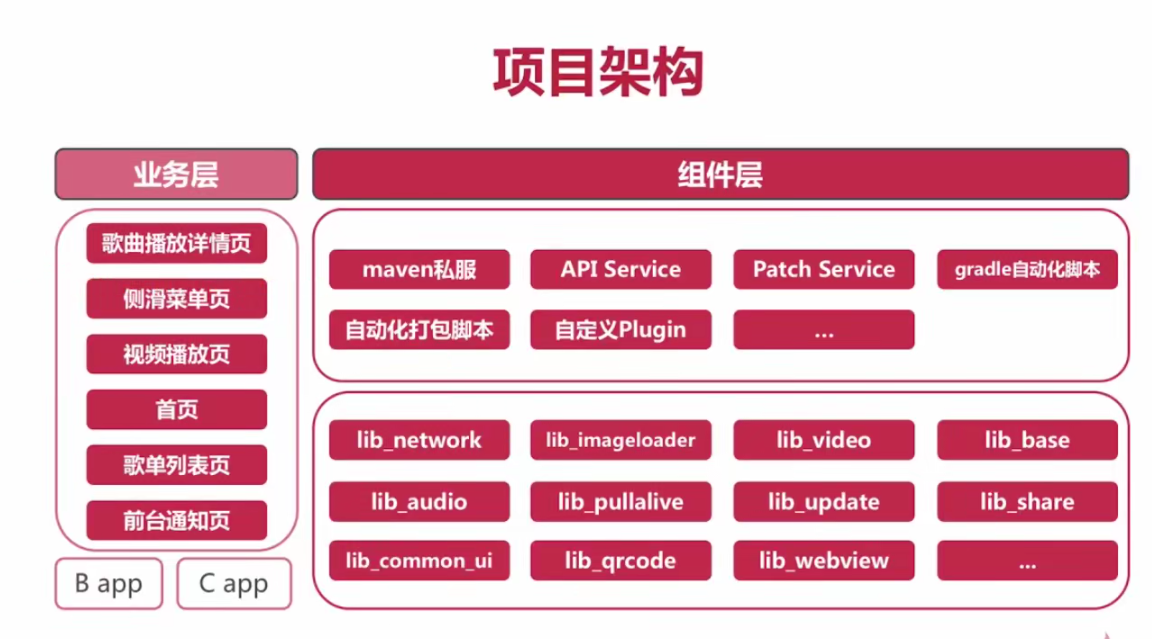 项目架构
业务层
组件层
歌曲播放详情页
侧滑菜单页
视频播放页
首页
歌单列表页
前台通知页
B app
C app
maven私服
API Service
Patch Service
gradle自动化脚本
自动化打包脚本
自定义Plugin
...
lib_network
lib_imageloader
lib_video
lib_base
lib_audio
lib_pullalive
lib_update
lib_share
lib_common_ui
lib_qrcode
lib_webview
...